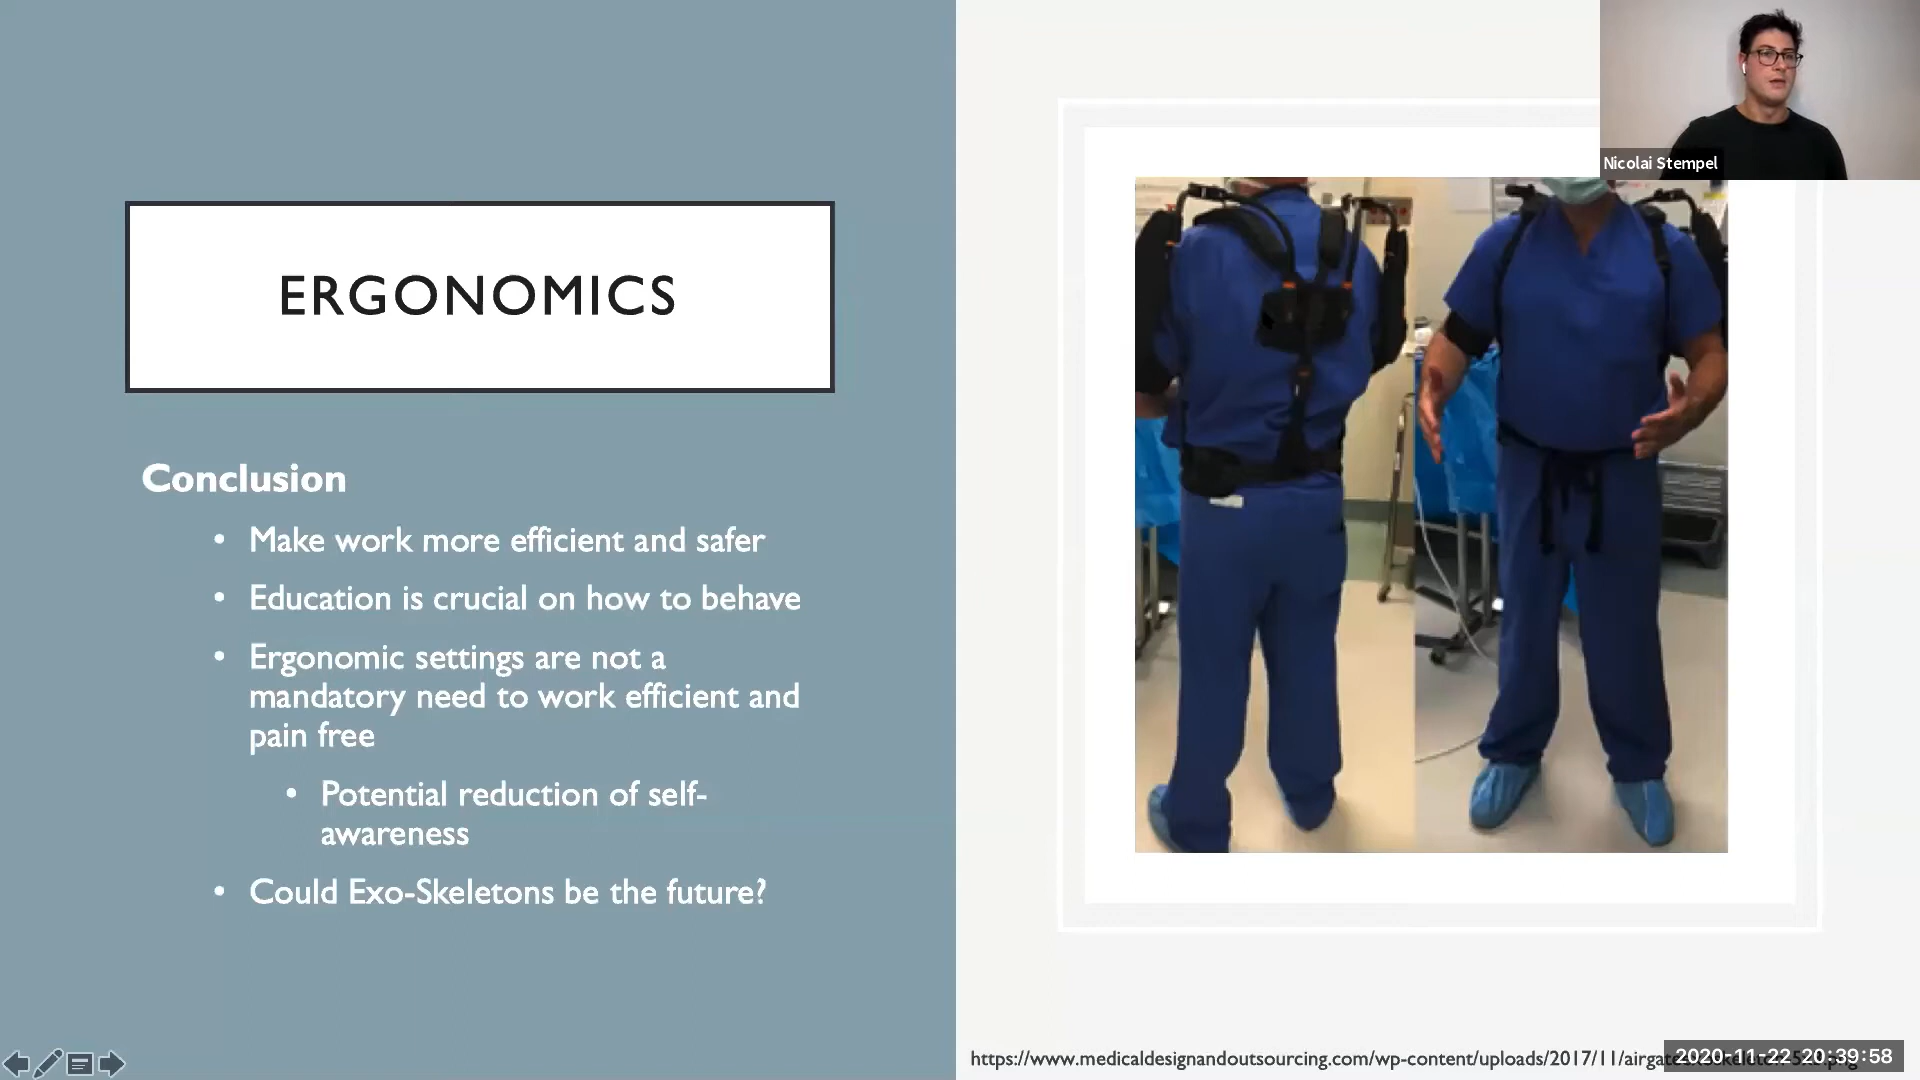 Nicolai Stempel
ERGONOMICS
Conclusion
• Make work more efficient and safer
• Education is crucial on how to behave
• Ergonomic settings are not a
mandatory need to work efficient and
pain free
• Potential reduction of self-
awareness
• Could Exo-Skeletons be the future?
https://www.medicaldesignandoutsourcing.com/wp-content/uploads/2017/11/airga
2020-11-22 20:39:58